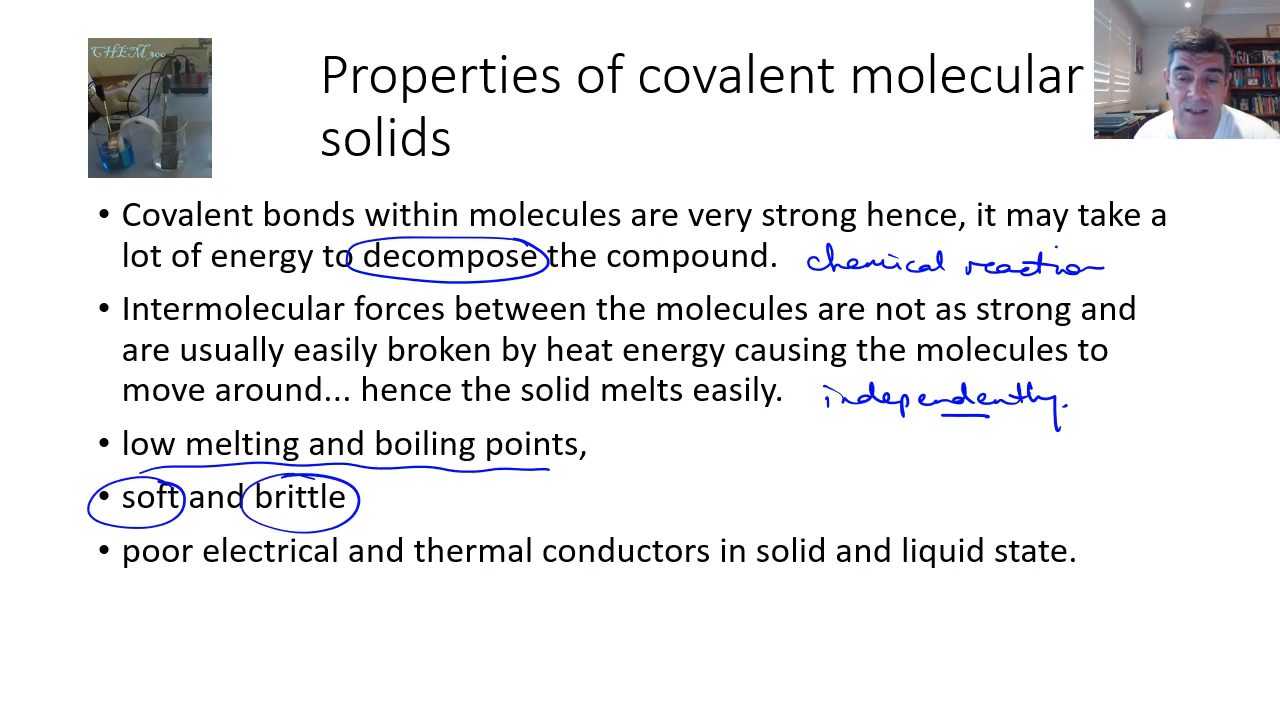 CHEM 300
Properties of covalent molecular
solids
• Covalent bonds within molecules are very strong hence, it may take a
lot of energy to decompose the compound. chemical reaction
• Intermolecular forces between the molecules are not as strong and
are usually easily broken by heat energy causing the molecules to
move around... hence the solid melts easily. independently.
• low melting and boiling points,
• soft and brittle
• poor electrical and thermal conductors in solid and liquid state.